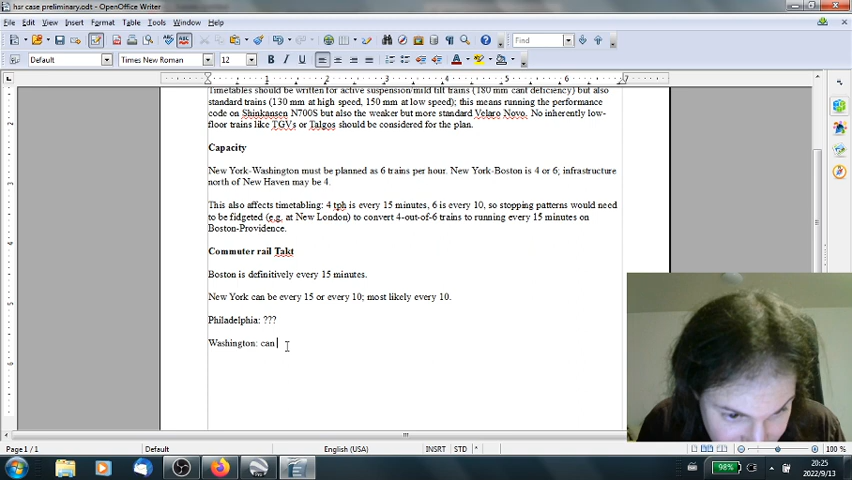 hsr case preliminary.odt - OpenOffice Writer
File Edit View Insert Format Table Tools Window Help
Find
Default Times New Roman 12
1 2 3 4 5 6 7
Timetables should be written for active suspension/mild tilt trains (180 mm cant deficiency) but also
standard trains (130 mm at high speed, 150 mm at low speed); this means running the performance
code on Shinkansen N700S but also the weaker but more standard Velaro Novo. No inherently low-
floor trains like TGVs or Talgos should be considered for the plan.
Capacity
New York-Washington must be planned as 6 trains per hour. New York-Boston is 4 or 6; infrastructure
north of New Haven may be 4.
This also affects timetabling: 4 tph is every 15 minutes, 6 is every 10, so stopping patterns would need
to be fidgeted (e.g. at New London) to convert 4-out-of-6 trains to running every 15 minutes on
Boston-Providence.
Commuter rail Takt
Boston is definitively every 15 minutes.
New York can be every 15 or every 10; most likely every 10.
Philadelphia: ???
Washington: can
Page 1 / 1 Default English (USA) INSRT STD * 100 %
98% 20:25
2022/9/13